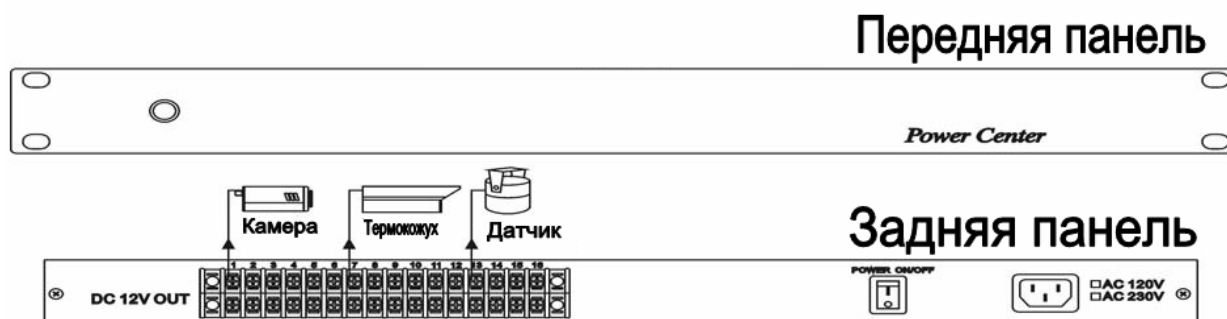 Передняя панель
Power Center
Камера
Термокожух
Датчик
Задняя панель
1 2 3 4 5 6 7 8 9 10 11 12 13 14 15 16
POWER ON/OFF
DC 12V OUT
□AC 120V
□AC 230V